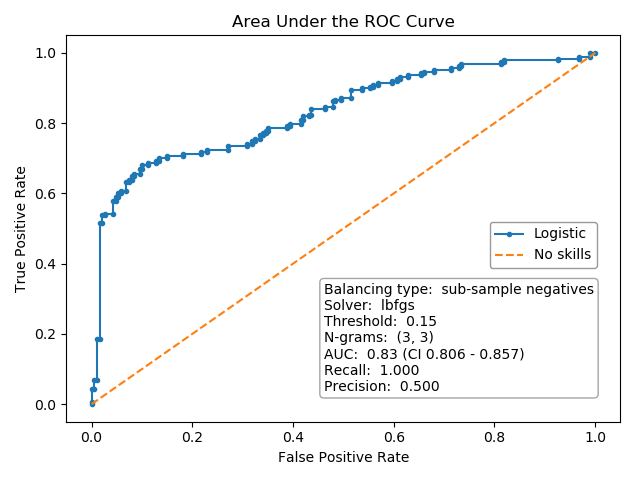 Area Under the ROC Curve
True Positive Rate
1.0
0.8
0.6
0.4
0.2
0.0
Logistic
No skills
Balancing type:  sub-sample negatives
Solver:  lbfgs
Threshold:  0.15
N-grams:  (3, 3)
AUC:  0.83 (CI 0.806 - 0.857)
Recall:  1.000
Precision:  0.500
0.0 0.2 0.4 0.6 0.8 1.0
False Positive Rate